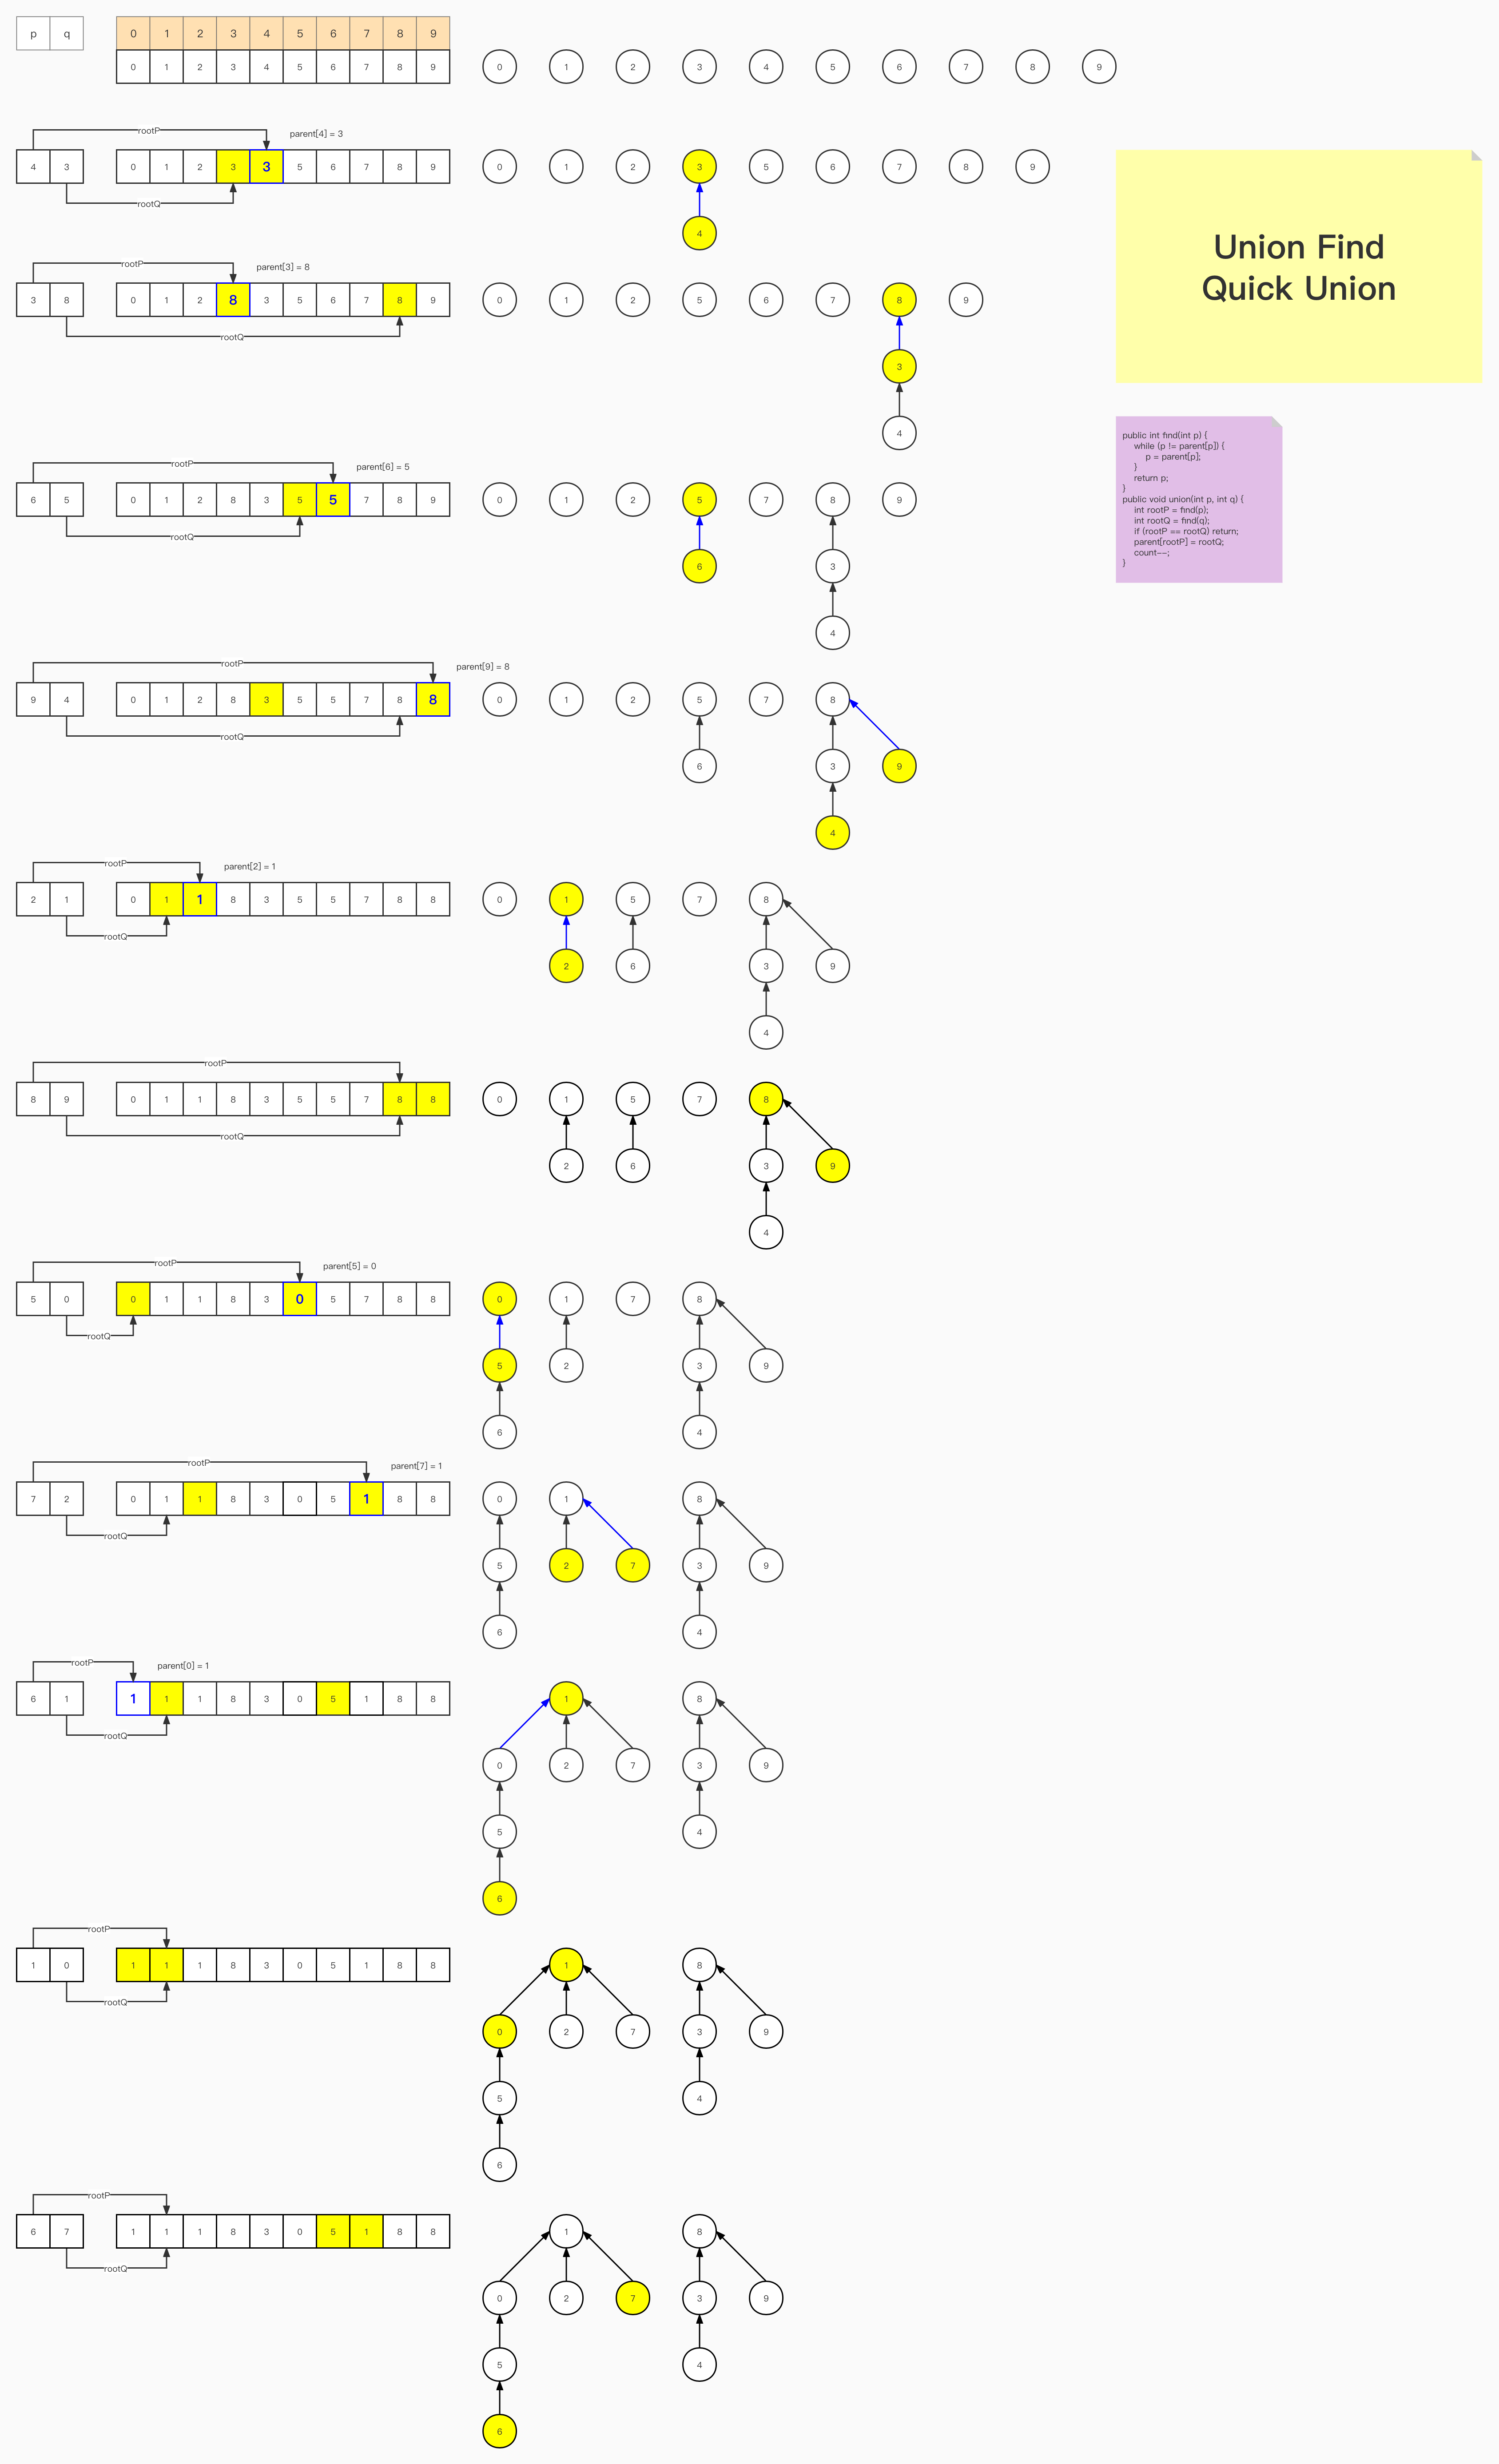 p q 0 1 2 3 4 5 6 7 8 9
0 1 2 3 4 5 6 7 8 9 0 1 2 3 4 5 6 7 8 9
rootP parent[4] = 3
4 3 0 1 2 3 3 5 6 7 8 9 0 1 2 3 5 6 7 8 9
rootQ
4
Union Find
Quick Union
rootP parent[3] = 8
3 8 0 1 2 8 3 5 6 7 8 9 0 1 2 5 6 7 8 9
rootQ
3
4
public int find(int p) {
while (p != parent[p]) {
p = parent[p];
}
return p;
}
public void union(int p, int q) {
int rootP = find(p);
int rootQ = find(q);
if (rootP == rootQ) return;
parent[rootP] = rootQ;
count--;
}
rootP parent[6] = 5
6 5 0 1 2 8 3 5 5 7 8 9 0 1 2 5 7 8 9
rootQ
6 3
4
rootP parent[9] = 8
9 4 0 1 2 8 3 5 5 7 8 8 0 1 2 5 7 8
rootQ
6 3 9
4
rootP parent[2] = 1
2 1 0 1 1 8 3 5 5 7 8 8 0 1 5 7 8
rootQ
2 6 3 9
4
rootP
8 9 0 1 1 8 3 5 5 7 8 8 0 1 5 7 8
rootQ
2 6 3 9
4
rootP parent[5] = 0
5 0 0 1 1 8 3 0 5 7 8 8 0 1 7 8
rootQ
5 2 3 9
6 4
rootP parent[7] = 1
7 2 0 1 1 8 3 0 5 1 8 8 0 1 8
rootQ
5 2 7 3 9
6 4
rootP parent[0] = 1
6 1 1 1 1 8 3 0 5 1 8 8 1 8
rootQ
0 2 7 3 9
5 4
6
rootP
1 0 1 1 1 8 3 0 5 1 8 8 1 8
rootQ
0 2 7 3 9
5 4
6
rootP
6 7 1 1 1 8 3 0 5 1 8 8 1 8
rootQ
0 2 7 3 9
5 4
6